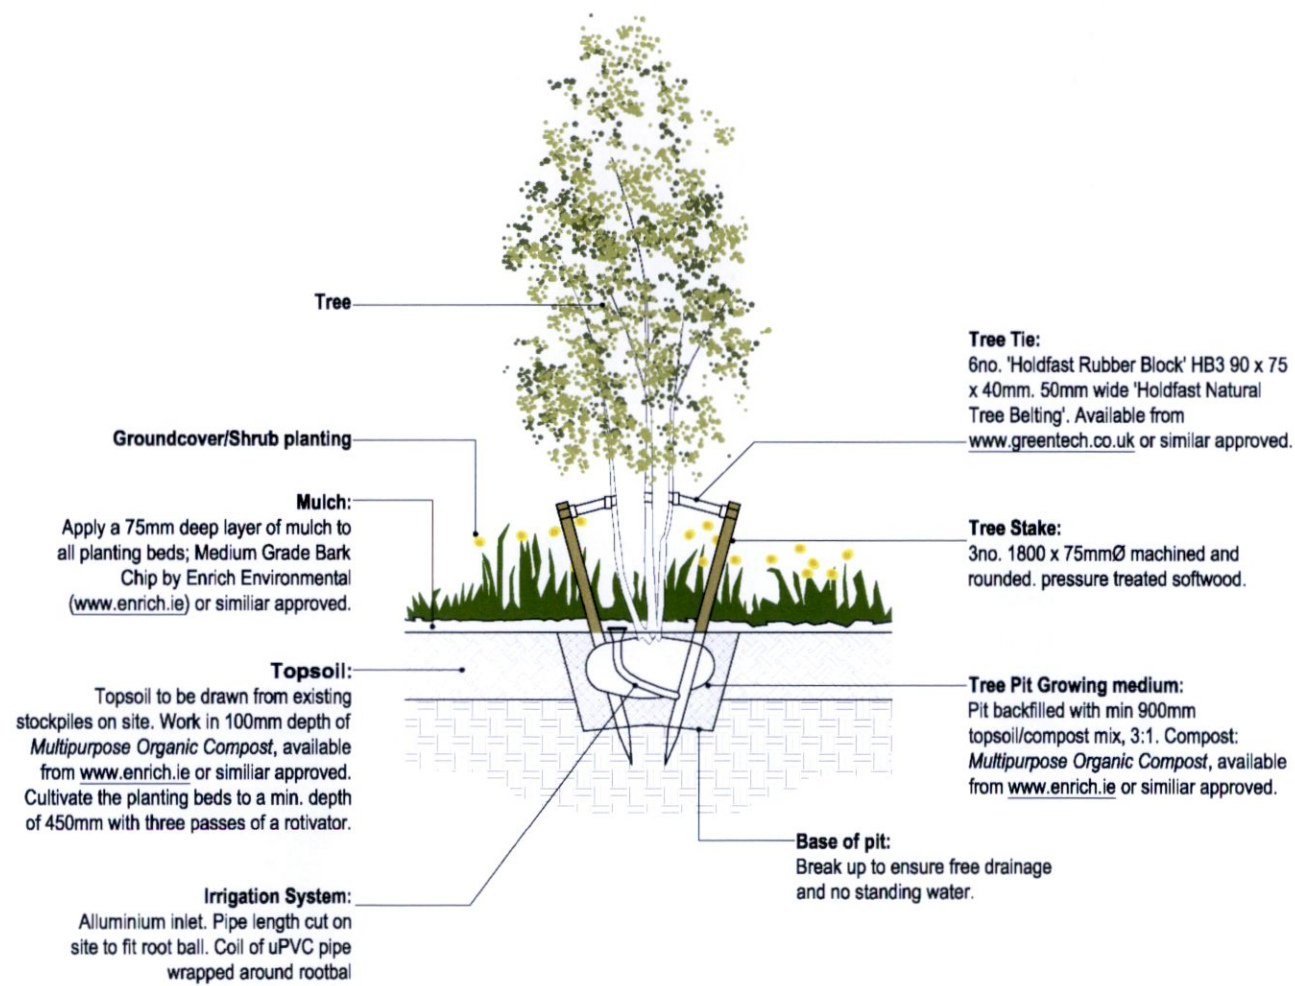 Tree
Groundcover/Shrub planting
Mulch:
Apply a 75mm deep layer of mulch to
all planting beds; Medium Grade Bark
Chip by Enrich Environmental
(www.enrich.ie) or similiar approved.
Topsoil:
Topsoil to be drawn from existing
stockpiles on site. Work in 100mm depth of
Multipurpose Organic Compost, available
from www.enrich.ie or similiar approved.
Cultivate the planting beds to a min. depth
of 450mm with three passes of a rotivator.
Irrigation System:
Alluminium inlet. Pipe length cut on
site to fit root ball. Coil of uPVC pipe
wrapped around rootbal
Tree Tie:
6no. 'Holdfast Rubber Block' HB3 90 x 75
x 40mm. 50mm wide 'Holdfast Natural
Tree Belting'. Available from
www.greentech.co.uk or similar approved.
Tree Stake:
3no. 1800 x 75mmØ machined and
rounded. pressure treated softwood.
Tree Pit Growing medium:
Pit backfilled with min 900mm
topsoil/compost mix, 3:1. Compost:
Multipurpose Organic Compost, available
from www.enrich.ie or similiar approved.
Base of pit:
Break up to ensure free drainage
and no standing water.